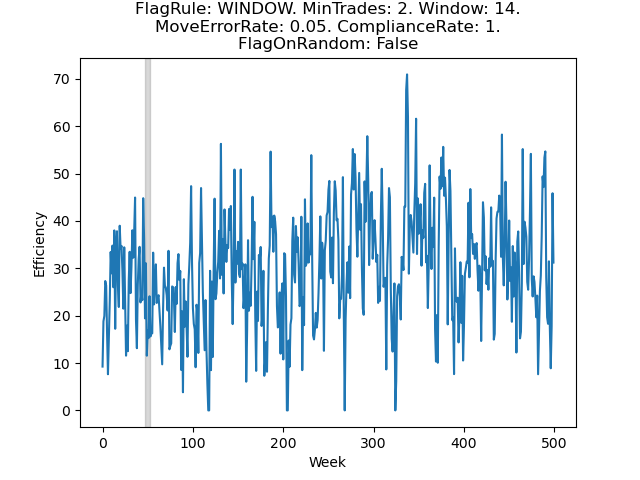 FlagRule: WINDOW. MinTrades: 2. Window: 14.
MoveErrorRate: 0.05. ComplianceRate: 1.
FlagOnRandom: False
70
60
50
40
30
20
10
0
Efficiency
0 100 200 300 400 500
Week